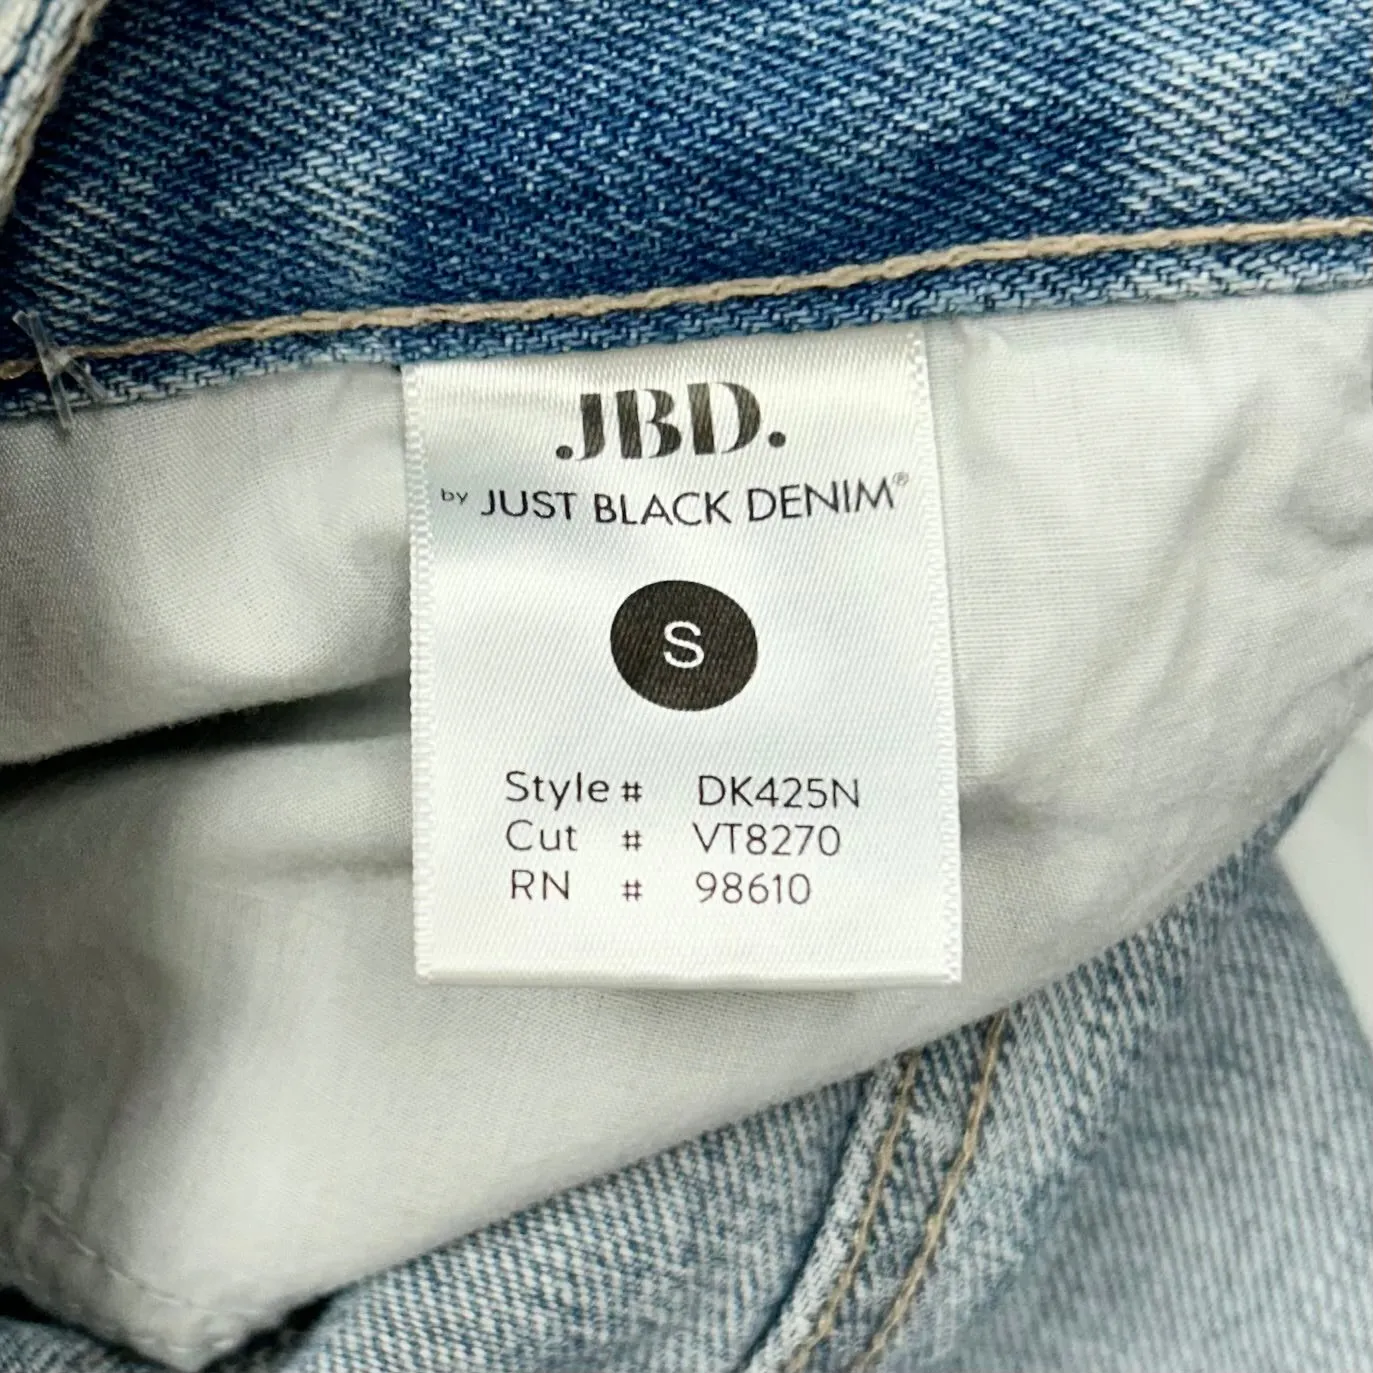 JBD.
by JUST BLACK DENIM®
S
Style # DK425N
Cut # VT8270
RN # 98610